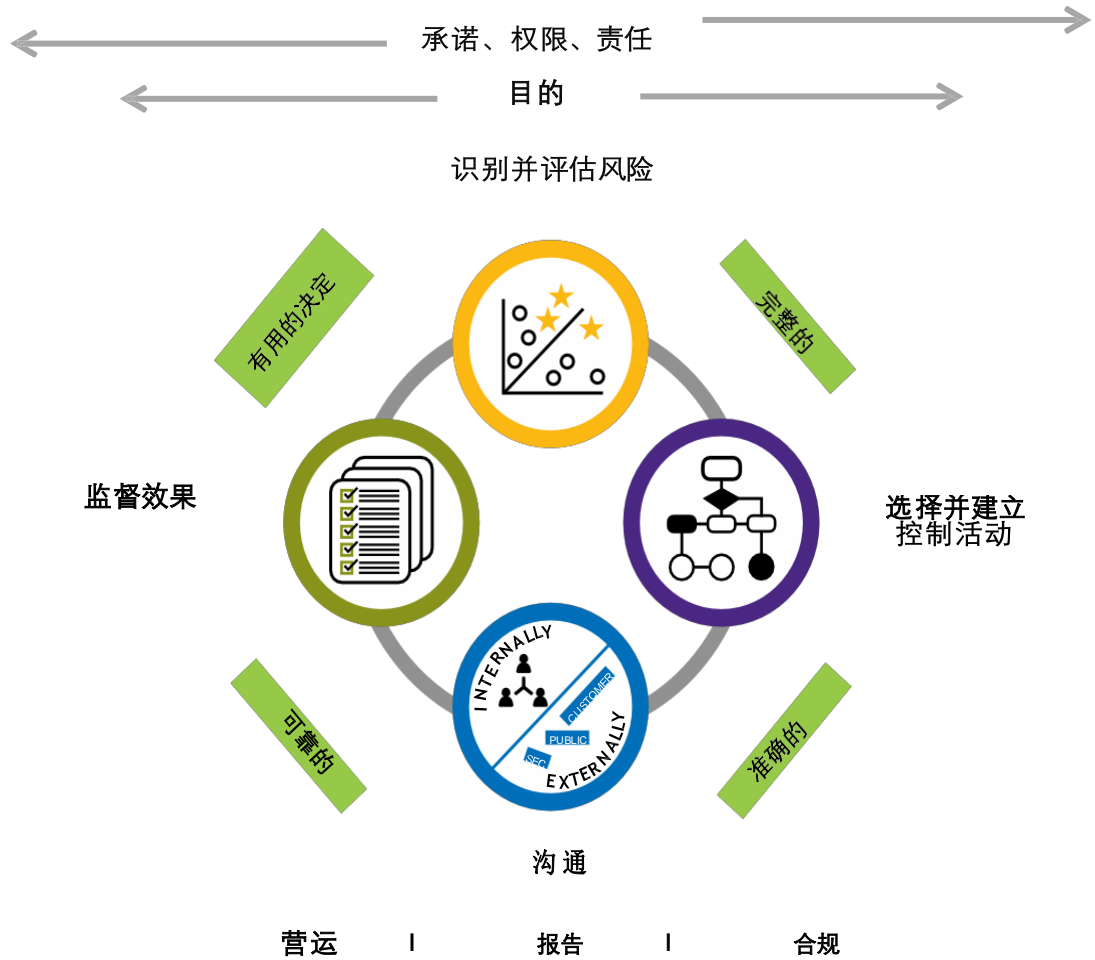 承诺、权限、责任
目的
识别并评估风险
有用的决定
完整的
监督效果
选择并建立
控制活动
INTERNALLY
CUSTOMER
PUBLIC
SEC
EXTERNALLY
可靠的
准确的
沟通
营运 I 报告 I 合规